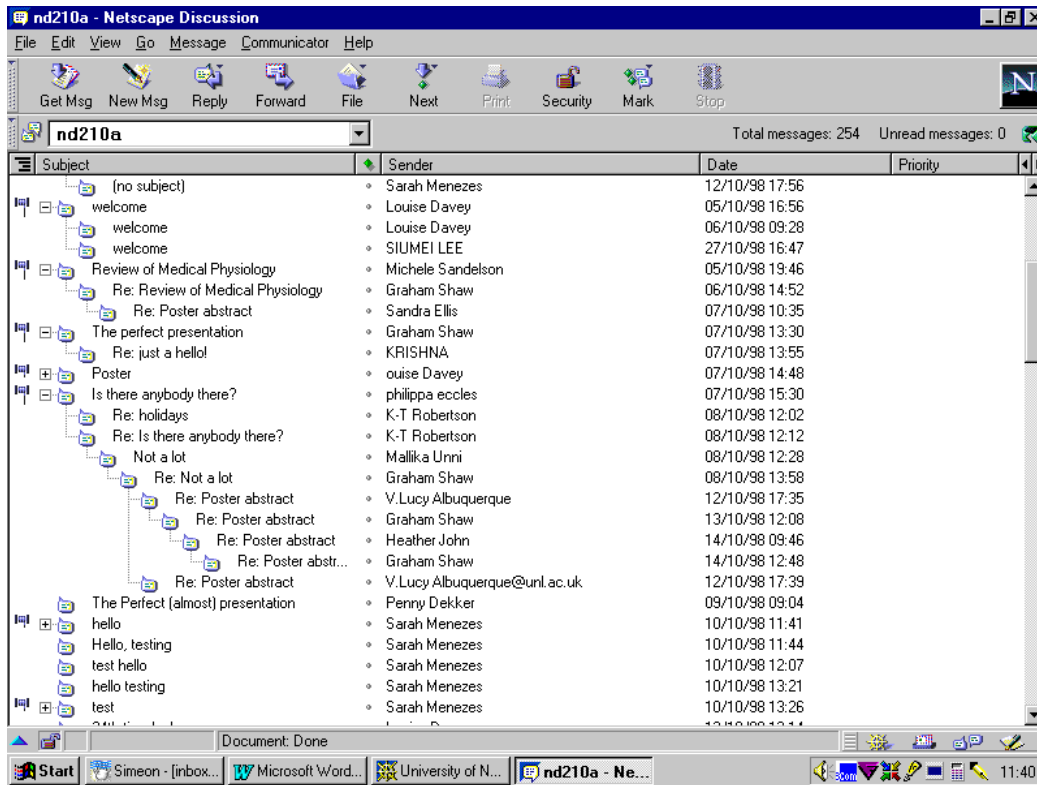 nd210a - Netscape Discussion
File Edit View Go Message Communicator Help
Get Msg New Msg Reply Forward File Next Print Security Mark Stop
N
nd210a Total messages: 254 Unread messages: 0
Subject Sender Date Priority
(no subject) Sarah Menezes 12/10/98 17:56
welcome Louise Davey 05/10/98 16:56
welcome Louise Davey 06/10/98 09:28
welcome SIUMEI LEE 27/10/98 16:47
Review of Medical Physiology Michele Sandelson 05/10/98 19:46
Re: Review of Medical Physiology Graham Shaw 06/10/98 14:52
Re: Poster abstract Sandra Ellis 07/10/98 10:35
The perfect presentation Graham Shaw 07/10/98 13:30
Re: just a hello! KRISHNA 07/10/98 13:55
Poster ouise Davey 07/10/98 14:48
Is there anybody there? philippa eccles 07/10/98 15:30
Re: holidays K-T Robertson 08/10/98 12:02
Re: Is there anybody there? K-T Robertson 08/10/98 12:12
Not a lot Mallika Unni 08/10/98 12:28
Re: Not a lot Graham Shaw 08/10/98 13:58
Re: Poster abstract V.Lucy Albuquerque 12/10/98 17:35
Re: Poster abstract Graham Shaw 13/10/98 12:08
Re: Poster abstract Heather John 14/10/98 09:46
Re: Poster abstr... Graham Shaw 14/10/98 12:48
Re: Poster abstract V.Lucy Albuquerque@unl.ac.uk 12/10/98 17:39
The Perfect (almost) presentation Penny Dekker 09/10/98 09:04
hello Sarah Menezes 10/10/98 11:41
Hello, testing Sarah Menezes 10/10/98 11:44
test hello Sarah Menezes 10/10/98 12:07
hello testing Sarah Menezes 10/10/98 13:21
test Sarah Menezes 10/10/98 13:26
Document: Done
Start Simeon - [inbox... Microsoft Word... University of N... nd210a - Ne... 3Com 11:40